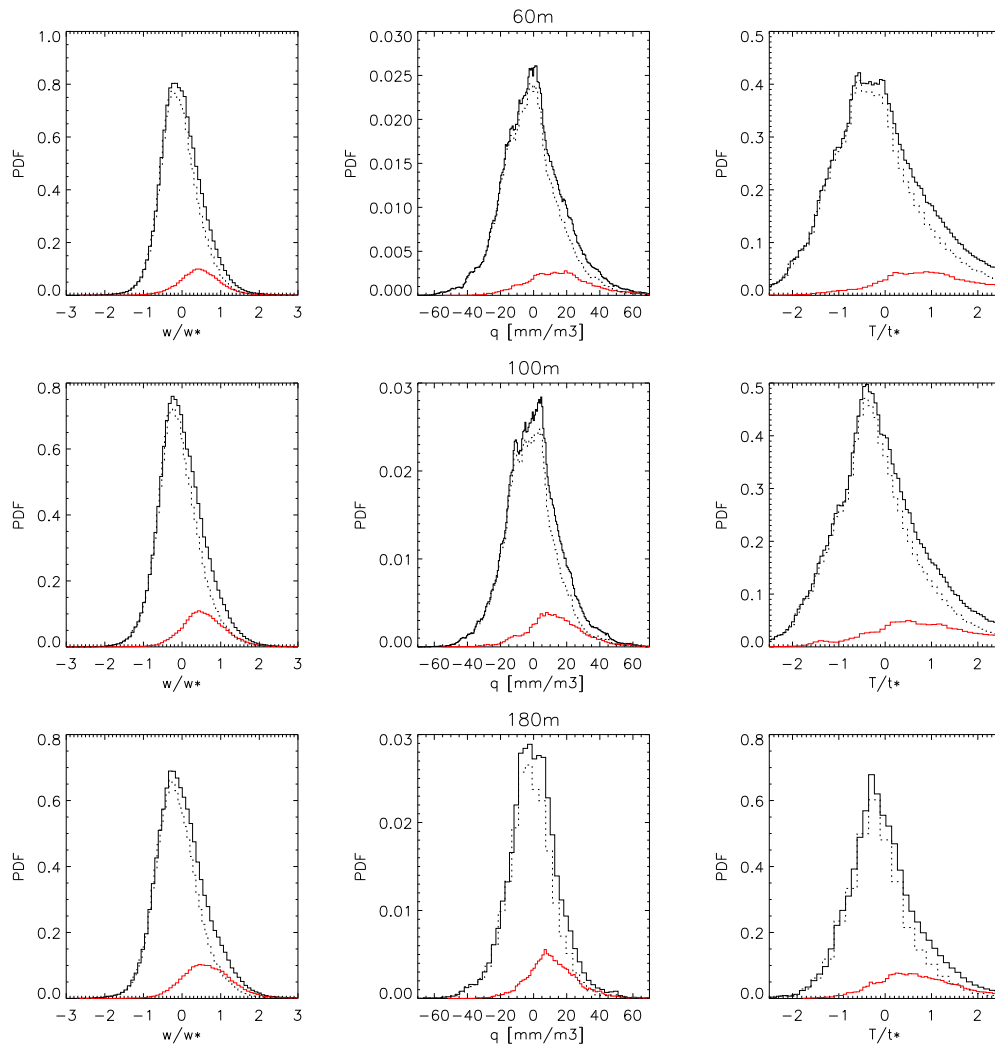 60m
1.0
0.8
0.6
0.4
0.2
0.0
PDF
-3 -2 -1 0 1 2 3
w/w*
0.030
0.025
0.020
0.015
0.010
0.005
0.000
PDF
-60 -40 -20 0 20 40 60
q [mm/m3]
0.5
0.4
0.3
0.2
0.1
0.0
PDF
-2 -1 0 1 2
T/t*
100m
0.8
0.6
0.4
0.2
0.0
PDF
-3 -2 -1 0 1 2 3
w/w*
0.03
0.02
0.01
0.00
PDF
-60 -40 -20 0 20 40 60
q [mm/m3]
0.5
0.4
0.3
0.2
0.1
0.0
PDF
-2 -1 0 1 2
T/t*
180m
0.8
0.6
0.4
0.2
0.0
PDF
-3 -2 -1 0 1 2 3
w/w*
0.03
0.02
0.01
0.00
PDF
-60 -40 -20 0 20 40 60
q [mm/m3]
0.8
0.6
0.4
0.2
0.0
PDF
-2 -1 0 1 2
T/t*